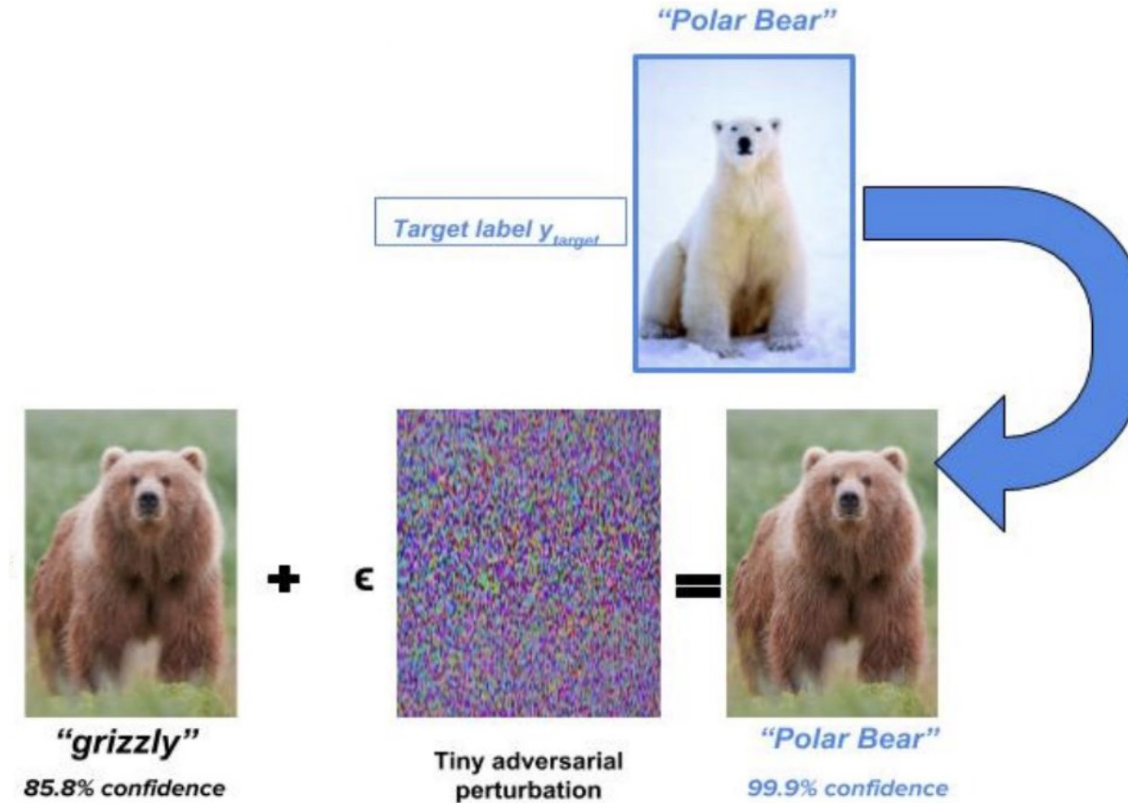 “Polar Bear”
Target label y_target
+ ϵ =
“grizzly”
85.8% confidence
Tiny adversarial
perturbation
“Polar Bear”
99.9% confidence